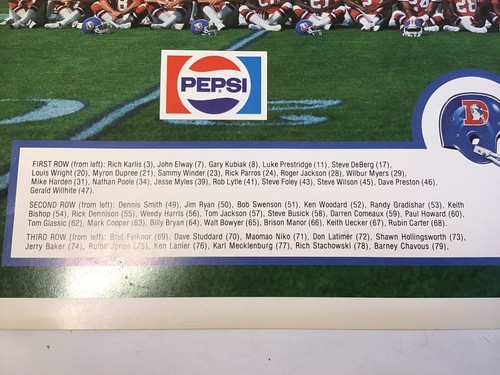 PEPSI
D
FIRST ROW (from left): Rich Karlis (3), John Elway (7), Gary Kubiak (8), Luke Prestridge (11), Steve DeBerg (17),
Louis Wright (20), Myron Dupree (21), Sammy Winder (23), Rick Parros (24), Roger Jackson (28), Wilbur Myers (29),
Mike Harden (31), Nathan Poole (34), Jesse Myles (39), Rob Lytle (41), Steve Foley (43), Steve Wilson (45), Dave Preston (46),
Gerald Willhite (47).
SECOND ROW (from left): Dennis Smith (49), Jim Ryan (50), Bob Swenson (51), Ken Woodard (52), Randy Gradishar (53), Keith
Bishop (54), Rick Dennison (55), Weedy Harris (56), Tom Jackson (57), Steve Busick (58), Darren Comeaux (59), Paul Howard (60),
Tom Glassic (62), Mark Cooper (63), Billy Bryan (64), Walt Bowyer (65), Brison Manor (66), Keith Uecker (67), Rubin Carter (68).
THIRD ROW (from left): Bret Felknor (69), Dave Studdard (70), Maomao Niko (71), Don Latimer (72), Shawn Hollingsworth (73),
Jerry Baker (74), Rulon Jones (75), Ken Lanier (76), Karl Mecklenburg (77), Rich Stachowski (78), Barney Chavous (79),